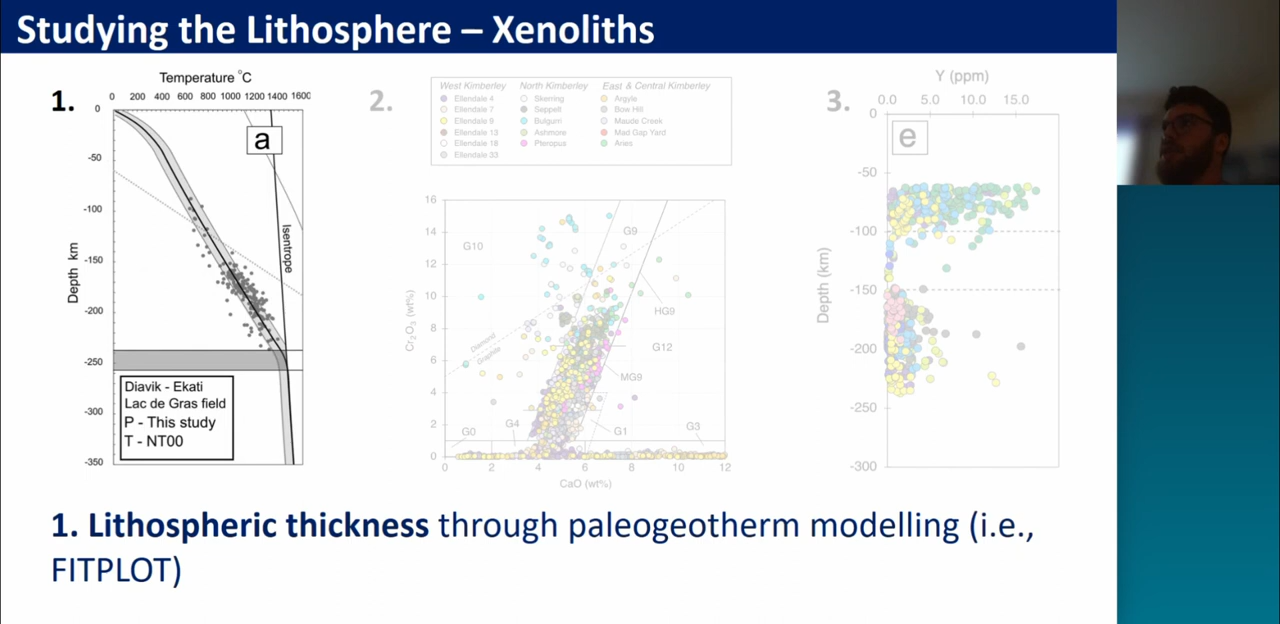 Studying the Lithosphere – Xenoliths
1.
Temperature °C
0 200 400 600 800 1000 1200 1400 1600
0
-50
-100
-150
-200
-250
-300
-350
Depth km
a
Isentrope
Diavik - Ekati
Lac de Gras field
P - This study
T - NT00
2.
West Kimberley North Kimberley East & Central Kimberley
Ellendale 4 Skerring Argyle
Ellendale 7 Seppelt Bow Hill
Ellendale 9 Bulgurri Maude Creek
Ellendale 13 Ashmore Mad Gap Yard
Ellendale 18 Pteropus Aries
Ellendale 33
16
14
12
10
8
6
4
2
0
Cr2O3 (wt%)
G10
G9
HG9
G12
MG9
Diamond
Graphite
G0
G4
G1
G3
0 2 4 6 8 10 12
CaO (wt%)
3.
Y (ppm)
0.0 5.0 10.0 15.0
0
-50
-100
-150
-200
-250
-300
Depth (km)
e
1. Lithospheric thickness through paleogeotherm modelling (i.e.,
FITPLOT)